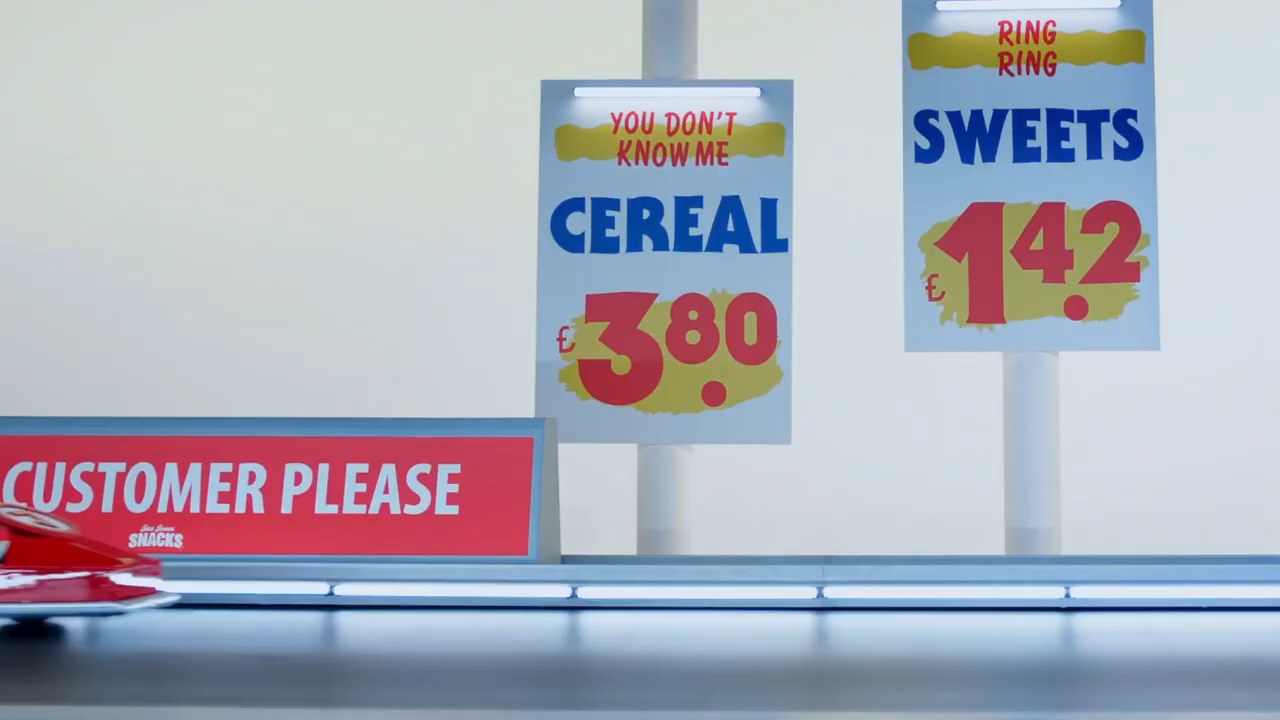 YOU DON'T
KNOW ME
CEREAL
£3.80
RING
RING
SWEETS
£1.42
CUSTOMER PLEASE
SNACKS